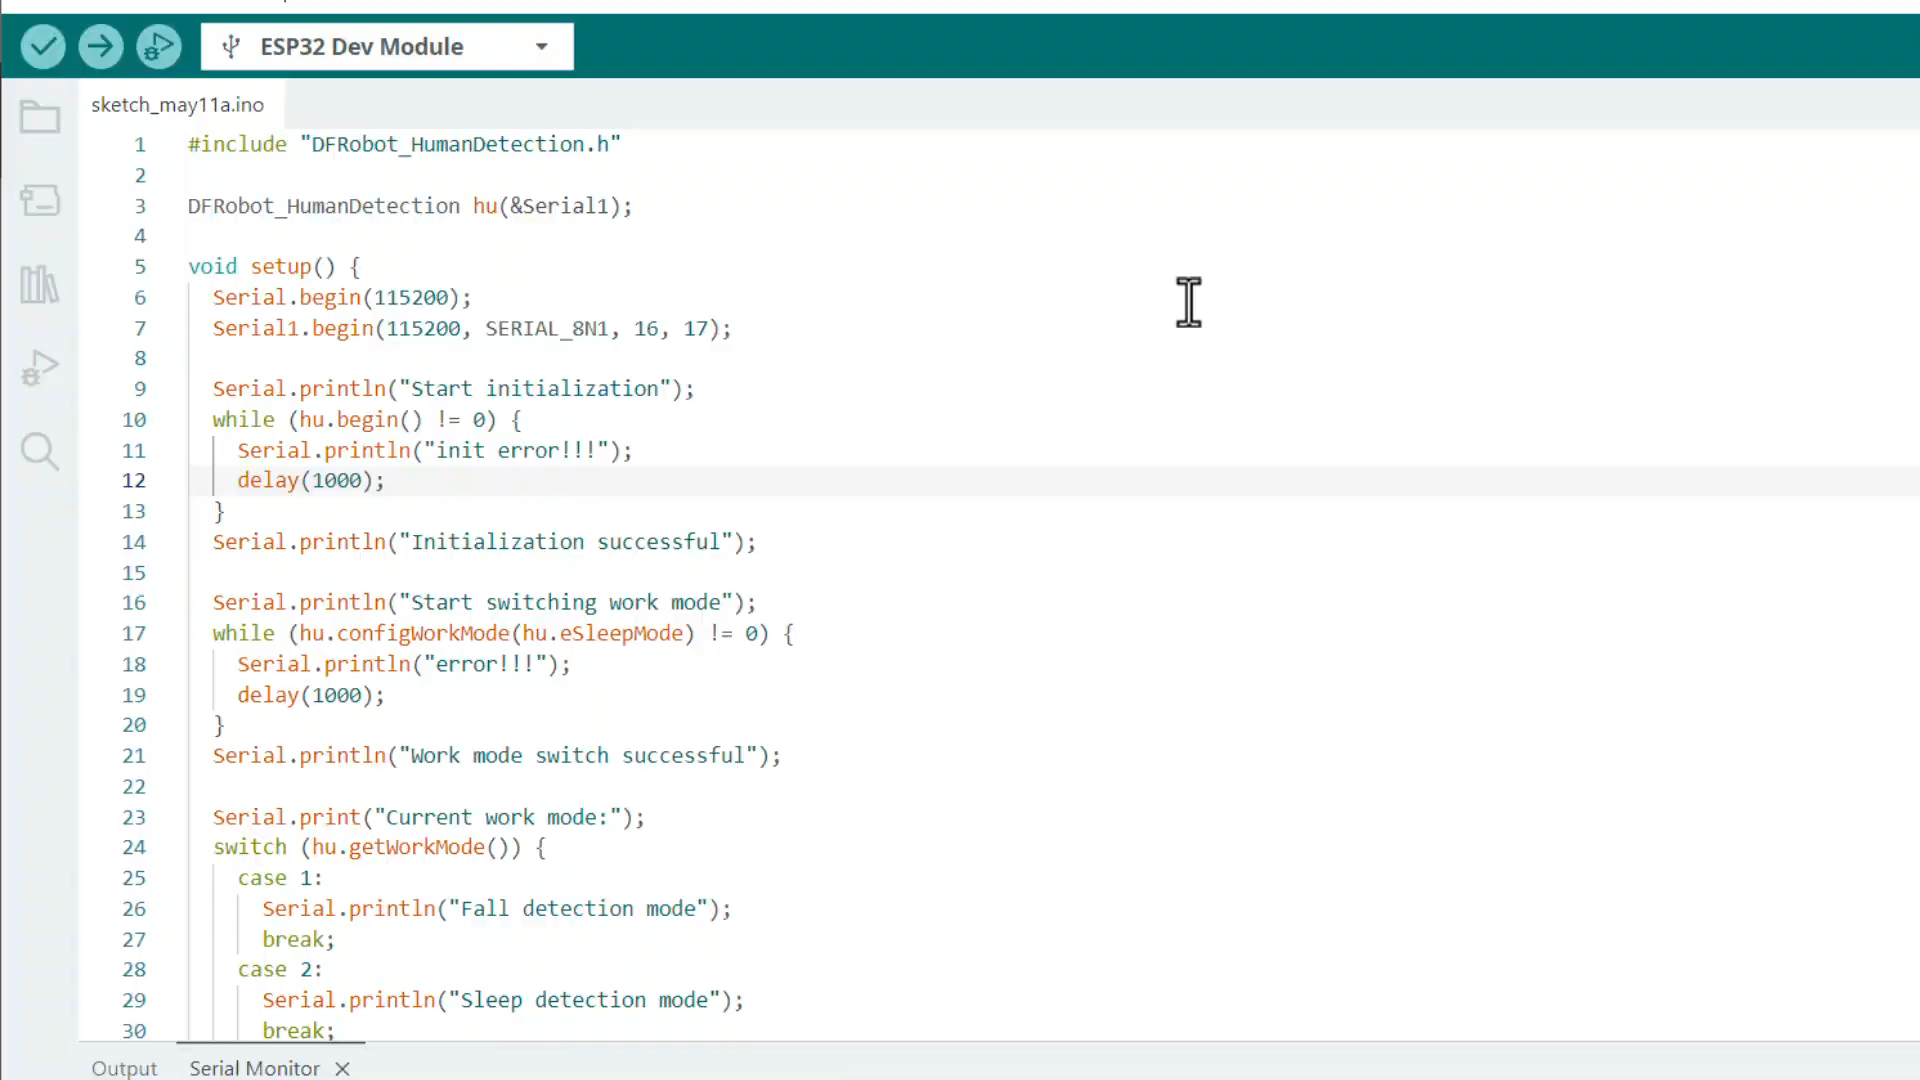 ESP32 Dev Module
sketch_may11a.ino
1 #include "DFRobot_HumanDetection.h"
2
3 DFRobot_HumanDetection hu(&Serial1);
4
5 void setup() {
6 Serial.begin(115200);
7 Serial1.begin(115200, SERIAL_8N1, 16, 17);
8
9 Serial.println("Start initialization");
10 while (hu.begin() != 0) {
11 Serial.println("init error!!!");
12 delay(1000);
13 }
14 Serial.println("Initialization successful");
15
16 Serial.println("Start switching work mode");
17 while (hu.configWorkMode(hu.eSleepMode) != 0) {
18 Serial.println("error!!!");
19 delay(1000);
20 }
21 Serial.println("Work mode switch successful");
22
23 Serial.print("Current work mode:");
24 switch (hu.getWorkMode()) {
25 case 1:
26 Serial.println("Fall detection mode");
27 break;
28 case 2:
29 Serial.println("Sleep detection mode");
30 break;
Output Serial Monitor